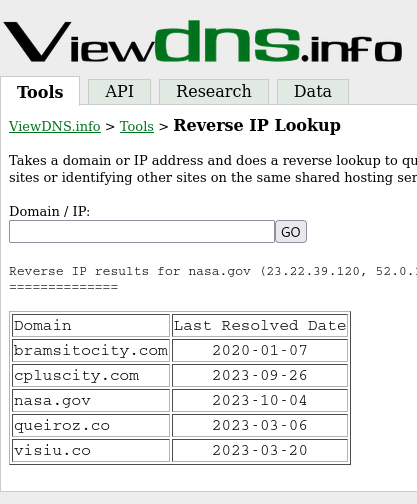 Viewdns.info
Tools API Research Data
ViewDNS.info > Tools > Reverse IP Lookup
Takes a domain or IP address and does a reverse lookup to qu
sites or identifying other sites on the same shared hosting ser
Domain / IP:
GO
Reverse IP results for nasa.gov (23.22.39.120, 52.0.
==============
Domain Last Resolved Date
bramsitocity.com 2020-01-07
cpluscity.com 2023-09-26
nasa.gov 2023-10-04
queiroz.co 2023-03-06
visiu.co 2023-03-20